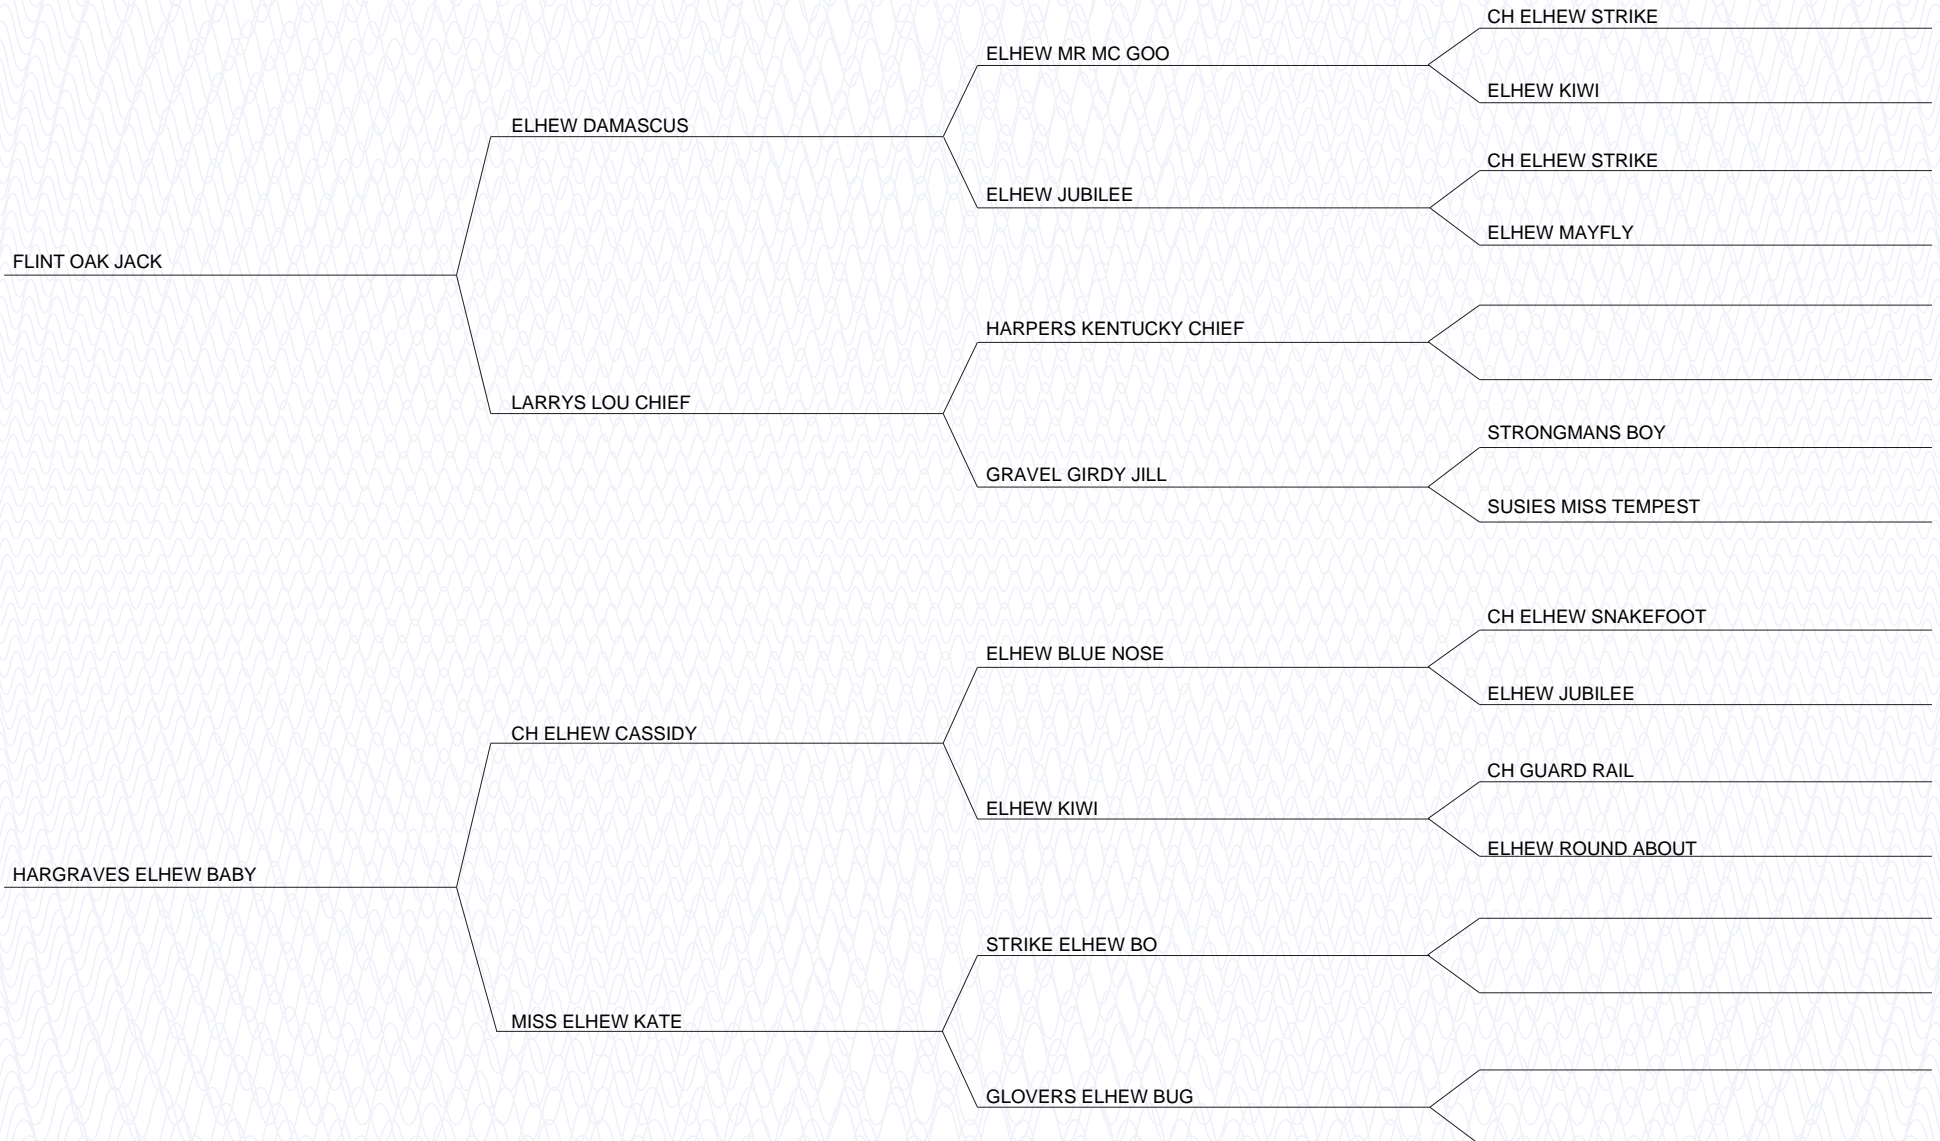 CH ELHEW STRIKE
ELHEW MR MC GOO
ELHEW KIWI
ELHEW DAMASCUS
CH ELHEW STRIKE
ELHEW JUBILEE
ELHEW MAYFLY
FLINT OAK JACK
HARPERS KENTUCKY CHIEF
LARRYS LOU CHIEF
STRONGMANS BOY
GRAVEL GIRDY JILL
SUSIES MISS TEMPEST
CH ELHEW SNAKEFOOT
ELHEW BLUE NOSE
ELHEW JUBILEE
CH ELHEW CASSIDY
CH GUARD RAIL
ELHEW KIWI
ELHEW ROUND ABOUT
HARGRAVES ELHEW BABY
STRIKE ELHEW BO
MISS ELHEW KATE
GLOVERS ELHEW BUG